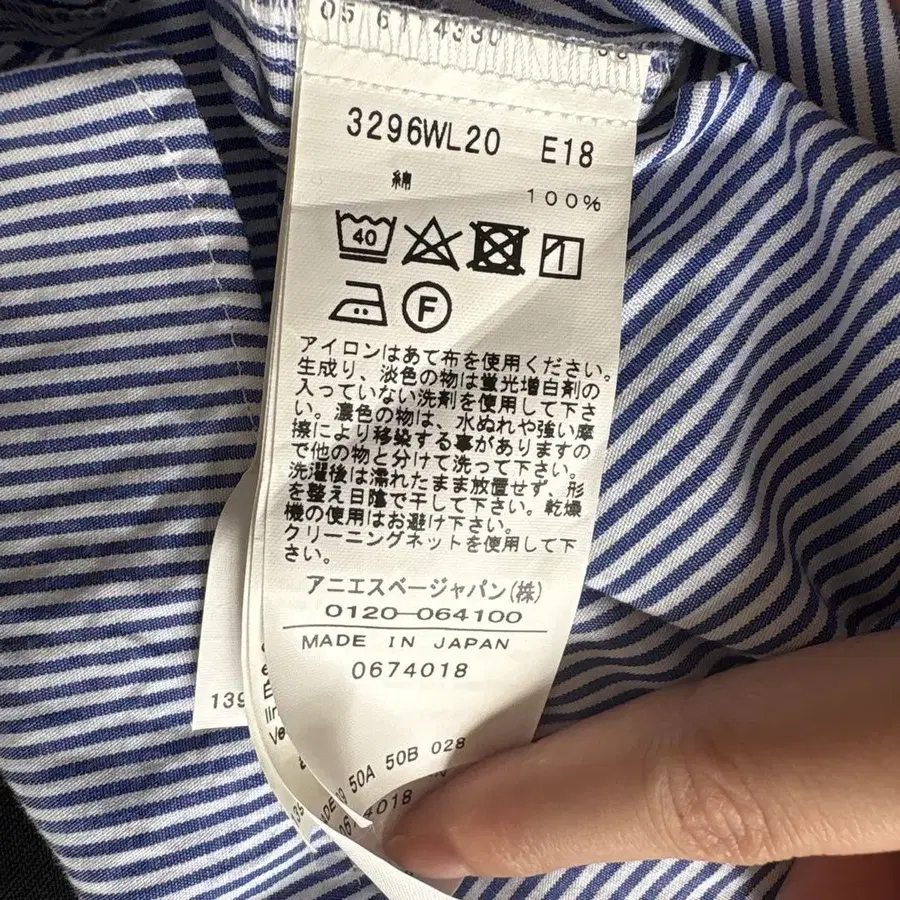 3296WL20 E18
綿 100%
40
F
アイロンはあて布を使用ください。
生成り、淡色の物は蛍光増白剤の
入っていない洗剤を使用して下さ
い。濃色の物は、水ぬれや強い摩
擦により移染する事がありますの
で他の物と分けて洗って下さい。
洗濯後は濡れたまま放置せず、形
を整え日陰で干して下さい。乾燥
機の使用はお避け下さい。
クリーニングネットを使用して下
さい。
アニエスベージャパン(株)
0120-064100
MADE IN JAPAN
0674018
139
50A 50B 028